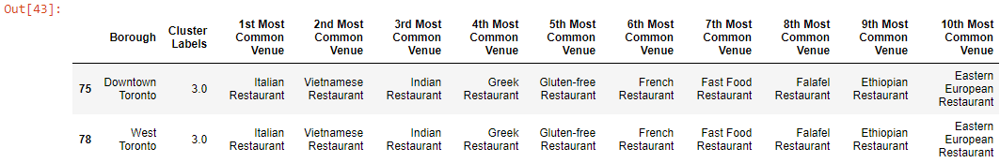 Out[43]:
Borough Cluster Labels 1st Most Common Venue 2nd Most Common Venue 3rd Most Common Venue 4th Most Common Venue 5th Most Common Venue 6th Most Common Venue 7th Most Common Venue 8th Most Common Venue 9th Most Common Venue 10th Most Common Venue
75 Downtown Toronto 3.0 Italian Restaurant Vietnamese Restaurant Indian Restaurant Greek Restaurant Gluten-free Restaurant French Restaurant Fast Food Restaurant Falafel Restaurant Ethiopian Restaurant Eastern European Restaurant
78 West Toronto 3.0 Italian Restaurant Vietnamese Restaurant Indian Restaurant Greek Restaurant Gluten-free Restaurant French Restaurant Fast Food Restaurant Falafel Restaurant Ethiopian Restaurant Eastern European Restaurant